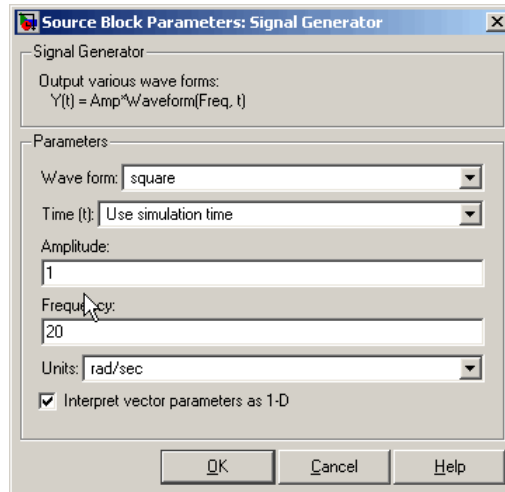 Source Block Parameters: Signal Generator
Signal Generator
Output various wave forms:
Y(t) = Amp*Waveform(Freq, t)
Parameters
Wave form: square
Time (t): Use simulation time
Amplitude:
1
Frequency:
20
Units: rad/sec
Interpret vector parameters as 1-D
OK Cancel Help